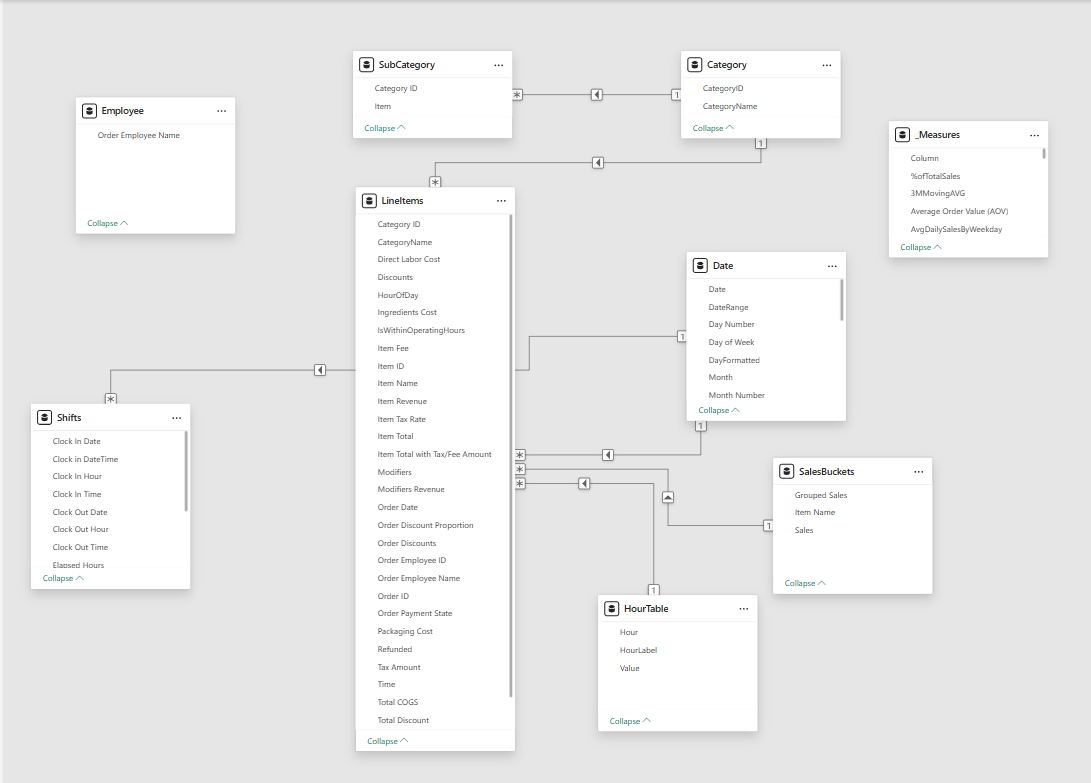 SubCategory
Category ID
Item
Collapse
Category
CategoryID
CategoryName
Collapse
Employee
Order Employee Name
Collapse
_Measures
Column
%ofTotalSales
3MMovingAVG
Average Order Value (AOV)
AvgDailySalesByWeekday
Collapse
LineItems
Category ID
CategoryName
Direct Labor Cost
Discounts
HourOfDay
Ingredients Cost
IsWithinOperatingHours
Item Fee
Item ID
Item Name
Item Revenue
Item Tax Rate
Item Total
Item Total with Tax/Fee Amount
Modifiers
Modifiers Revenue
Order Date
Order Discount Proportion
Order Discounts
Order Employee ID
Order Employee Name
Order ID
Order Payment State
Packaging Cost
Refunded
Tax Amount
Time
Total COGS
Total Discount
Collapse
Date
Date
DateRange
Day Number
Day of Week
DayFormatted
Month
Month Number
Collapse
Shifts
Clock In Date
Clock in DateTime
Clock In Hour
Clock In Time
Clock Out Date
Clock Out Hour
Clock Out Time
Elapsed Hours
Collapse
SalesBuckets
Grouped Sales
Item Name
Sales
Collapse
HourTable
Hour
HourLabel
Value
Collapse
1
1
1
1
1
1